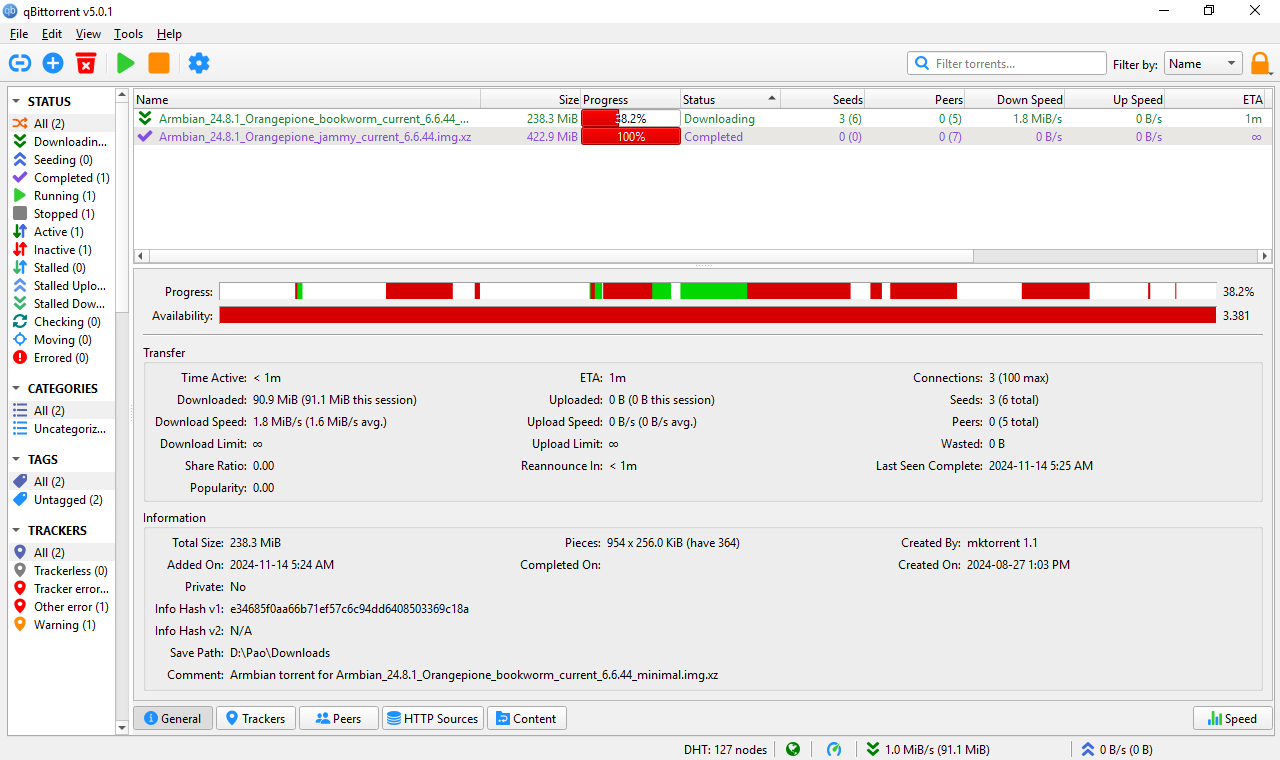 qBittorrent v5.0.1
File Edit View Tools Help
Filter torrents... Filter by: Name
STATUS
All (2)
Downloadin...
Seeding (0)
Completed (1)
Running (1)
Stopped (1)
Active (1)
Inactive (1)
Stalled (0)
Stalled Uplo...
Stalled Dow...
Checking (0)
Moving (0)
Errored (0)
CATEGORIES
All (2)
Uncategoriz...
TAGS
All (2)
Untagged (2)
TRACKERS
All (2)
Trackerless (0)
Tracker error...
Other error (1)
Warning (1)
Name Size Progress Status Seeds Peers Down Speed Up Speed ETA
Armbian_24.8.1_Orangepione_bookworm_current_6.6.44_... 238.3 MiB 38.2% Downloading 3 (6) 0 (5) 1.8 MiB/s 0 B/s 1m
Armbian_24.8.1_Orangepione_jammy_current_6.6.44.img.xz 422.9 MiB 100% Completed 0 (0) 0 (7) 0 B/s 0 B/s ∞
Progress: 38.2%
Availability: 3.381
Transfer
Time Active: < 1m ETA: 1m Connections: 3 (100 max)
Downloaded: 90.9 MiB (91.1 MiB this session) Uploaded: 0 B (0 B this session) Seeds: 3 (6 total)
Download Speed: 1.8 MiB/s (1.6 MiB/s avg.) Upload Speed: 0 B/s (0 B/s avg.) Peers: 0 (5 total)
Download Limit: ∞ Upload Limit: ∞ Wasted: 0 B
Share Ratio: 0.00 Reannounce In: < 1m Last Seen Complete: 2024-11-14 5:25 AM
Popularity: 0.00
Information
Total Size: 238.3 MiB Pieces: 954 x 256.0 KiB (have 364) Created By: mktorrent 1.1
Added On: 2024-11-14 5:24 AM Completed On: Created On: 2024-08-27 1:03 PM
Private: No
Info Hash v1: e34685f0aa66b71ef57c6c94dd6408503369c18a
Info Hash v2: N/A
Save Path: D:\Pao\Downloads
Comment: Armbian torrent for Armbian_24.8.1_Orangepione_bookworm_current_6.6.44_minimal.img.xz
General Trackers Peers HTTP Sources Content Speed
DHT: 127 nodes 1.0 MiB/s (91.1 MiB) 0 B/s (0 B)